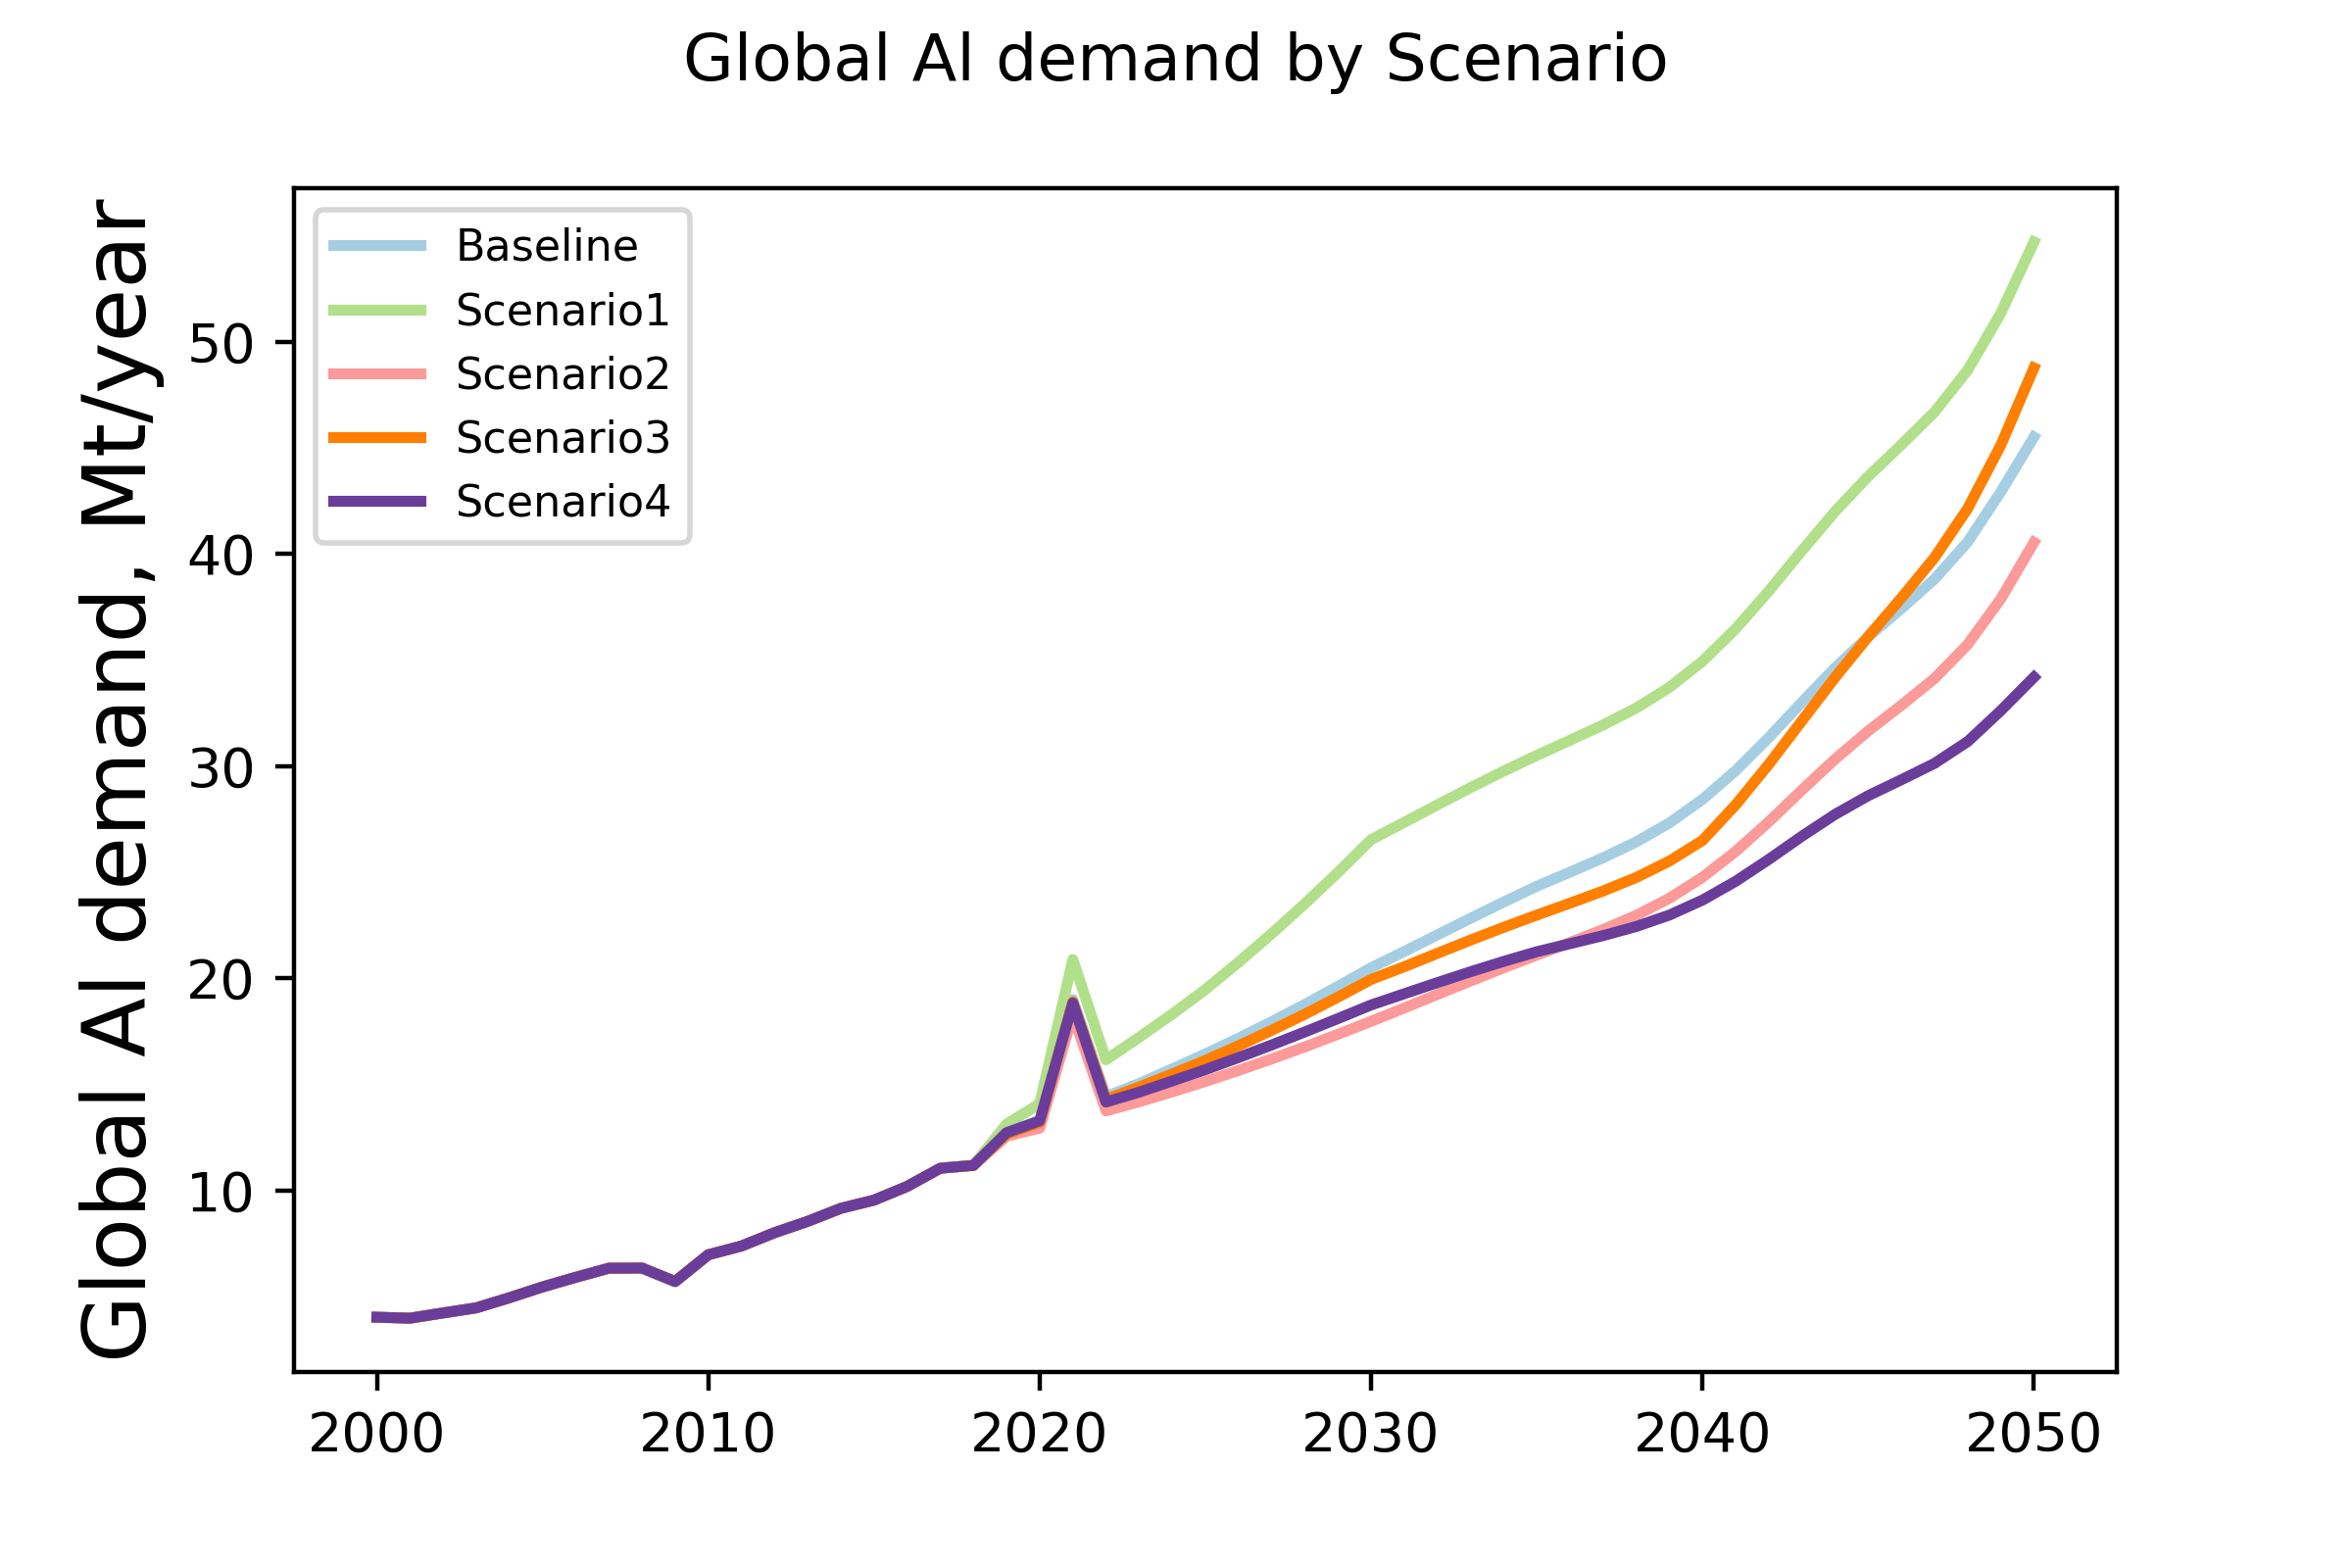 Global Al demand by Scenario
Global Al demand, Mt/year
50
40
30
20
10
Baseline
Scenario1
Scenario2
Scenario3
Scenario4
2000 2010 2020 2030 2040 2050